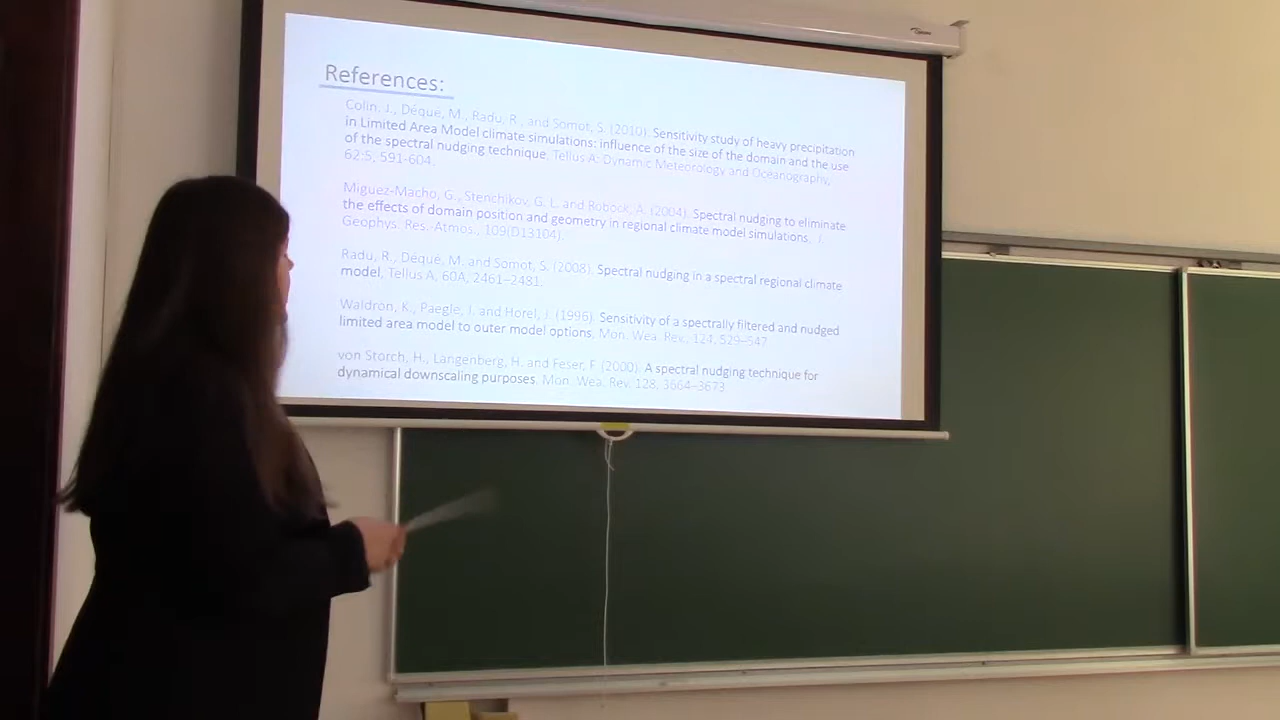 References:
Colin, J., Déqué, M., Radu, R., and Somot, S. (2010). Sensitivity study of heavy precipitation
in Limited Area Model climate simulations: influence of the size of the domain and the use
of the spectral nudging technique, Tellus A: Dynamic Meteorology and Oceanography,
62:5, 591-604.
Miguez-Macho, G., Stenchikov, G. L. and Robock, A. (2004). Spectral nudging to eliminate
the effects of domain position and geometry in regional climate model simulations. J.
Geophys. Res.-Atmos., 109(D13104).
Radu, R., Déqué, M. and Somot, S. (2008). Spectral nudging in a spectral regional climate
model, Tellus A, 60A, 2461–2481.
Waldron, K., Paegle, J. and Horel, J. (1996). Sensitivity of a spectrally filtered and nudged
limited area model to outer model options, Mon. Wea. Rev., 124, 529–547
von Storch, H., Langenberg, H. and Feser, F. (2000). A spectral nudging technique for
dynamical downscaling purposes. Mon. Wea. Rev. 128, 3664–3673.